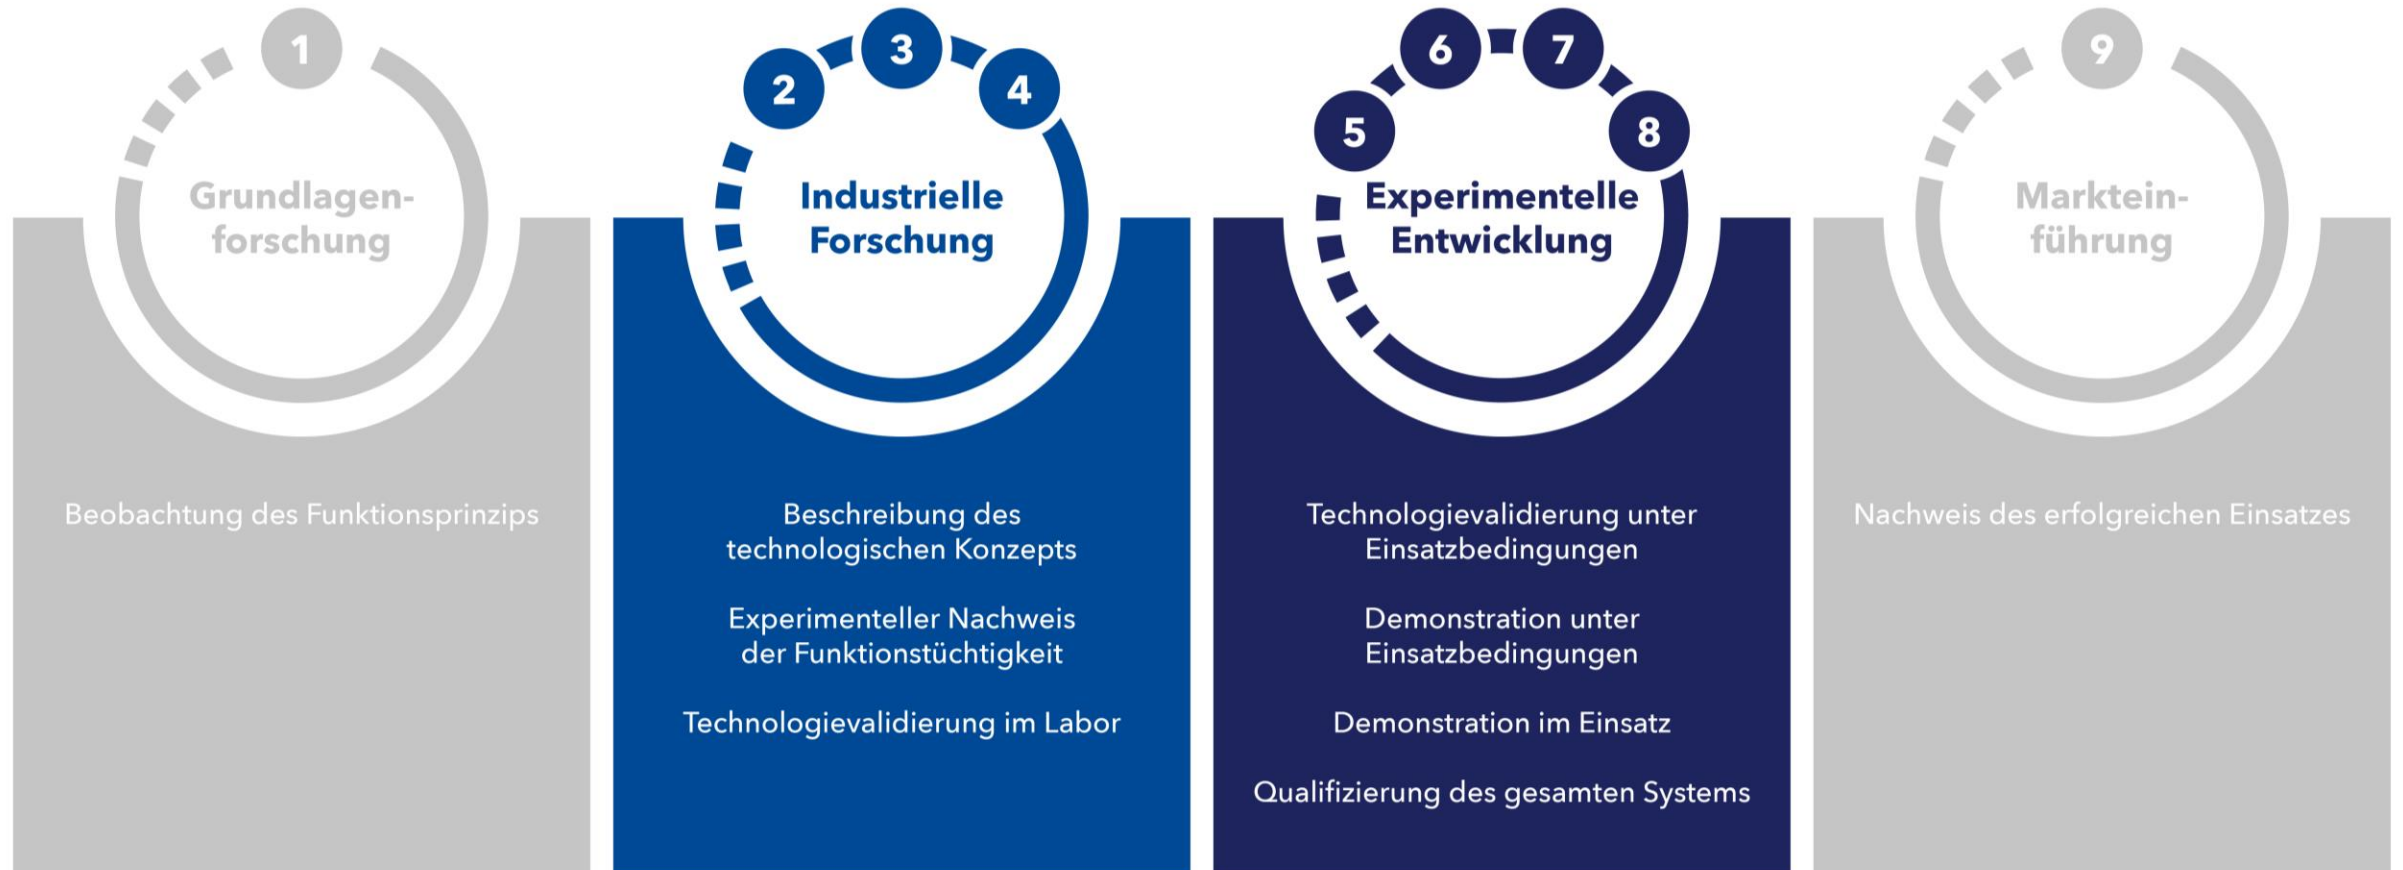 1
Grundlagen-
forschung
Beobachtung des Funktionsprinzips
2
3
4
Industrielle
Forschung
Beschreibung des
technologischen Konzepts
Experimenteller Nachweis
der Funktionstüchtigkeit
Technologievalidierung im Labor
5
6
7
8
Experimentelle
Entwicklung
Technologievalidierung unter
Einsatzbedingungen
Demonstration unter
Einsatzbedingungen
Demonstration im Einsatz
Qualifizierung des gesamten Systems
9
Marktein-
führung
Nachweis des erfolgreichen Einsatzes